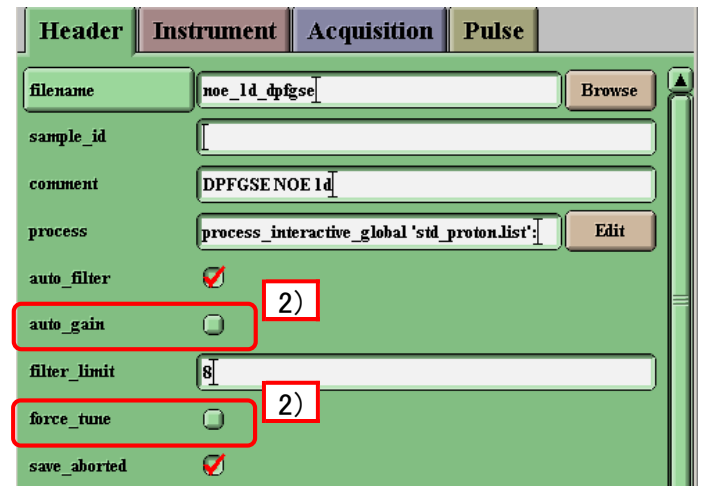 Header Instrument Acquisition Pulse
filename noe_1d_dpfgse Browse
sample_id
comment DPFGSE NOE 1d
process process_interactive_global 'std_proton.list'; Edit
auto_filter
2)
auto_gain
filter_limit 8
2)
force_tune
save_aborted